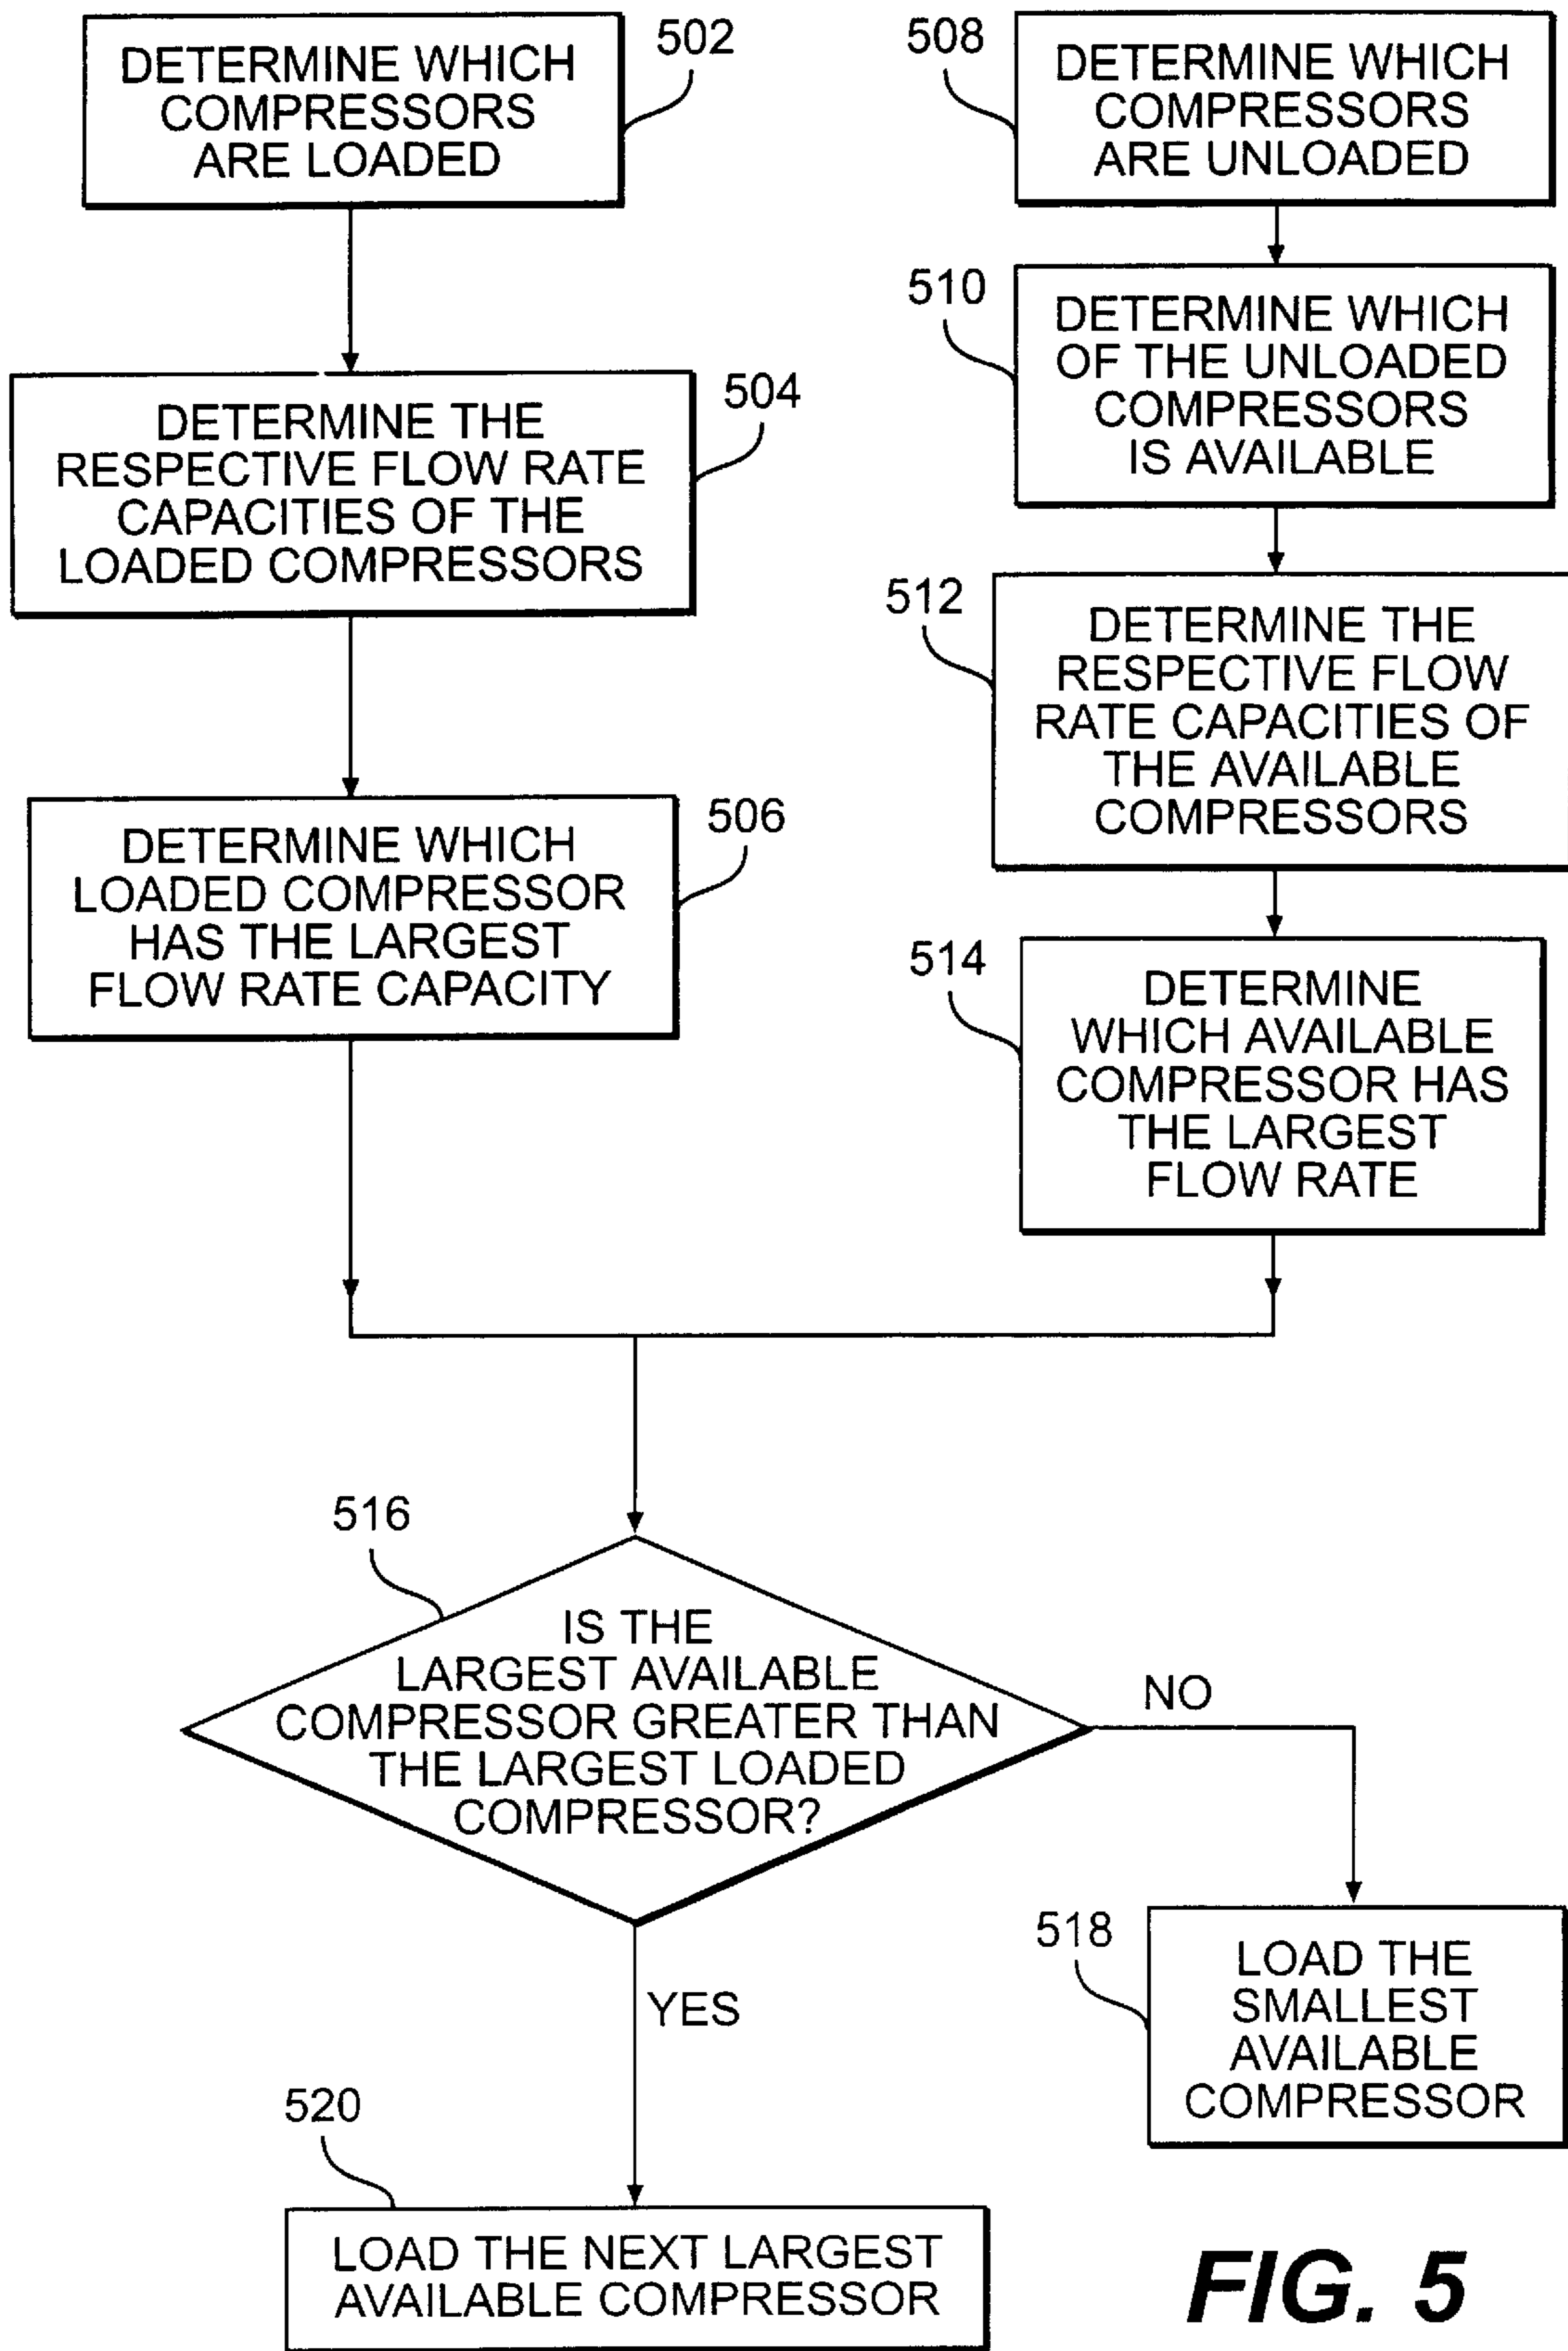 502
DETERMINE WHICH
COMPRESSORS
ARE LOADED
504
DETERMINE THE
RESPECTIVE FLOW RATE
CAPACITIES OF THE
LOADED COMPRESSORS
506
DETERMINE WHICH
LOADED COMPRESSOR
HAS THE LARGEST
FLOW RATE CAPACITY
508
DETERMINE WHICH
COMPRESSORS
ARE UNLOADED
510
DETERMINE WHICH
OF THE UNLOADED
COMPRESSORS
IS AVAILABLE
512
DETERMINE THE
RESPECTIVE FLOW
RATE CAPACITIES OF
THE AVAILABLE
COMPRESSORS
514
DETERMINE
WHICH AVAILABLE
COMPRESSOR HAS
THE LARGEST
FLOW RATE
516
IS THE
LARGEST AVAILABLE
COMPRESSOR GREATER THAN
THE LARGEST LOADED
COMPRESSOR?
NO
518
LOAD THE
SMALLEST
AVAILABLE
COMPRESSOR
YES
520
LOAD THE NEXT LARGEST
AVAILABLE COMPRESSOR
FIG. 5